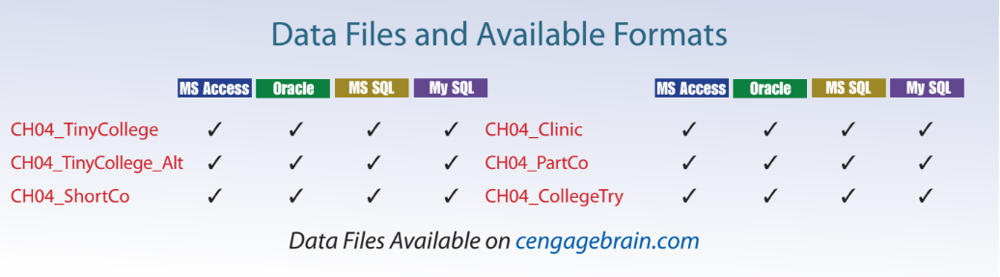 Data Files and Available Formats
MS Access Oracle MS SQL My SQL MS Access Oracle MS SQL My SQL
CH04_TinyCollege ✓ ✓ ✓ ✓ CH04_Clinic ✓ ✓ ✓ ✓
CH04_TinyCollege_Alt ✓ ✓ ✓ ✓ CH04_PartCo ✓ ✓ ✓ ✓
CH04_ShortCo ✓ ✓ ✓ ✓ CH04_CollegeTry ✓ ✓ ✓ ✓
Data Files Available on cengagebrain.com